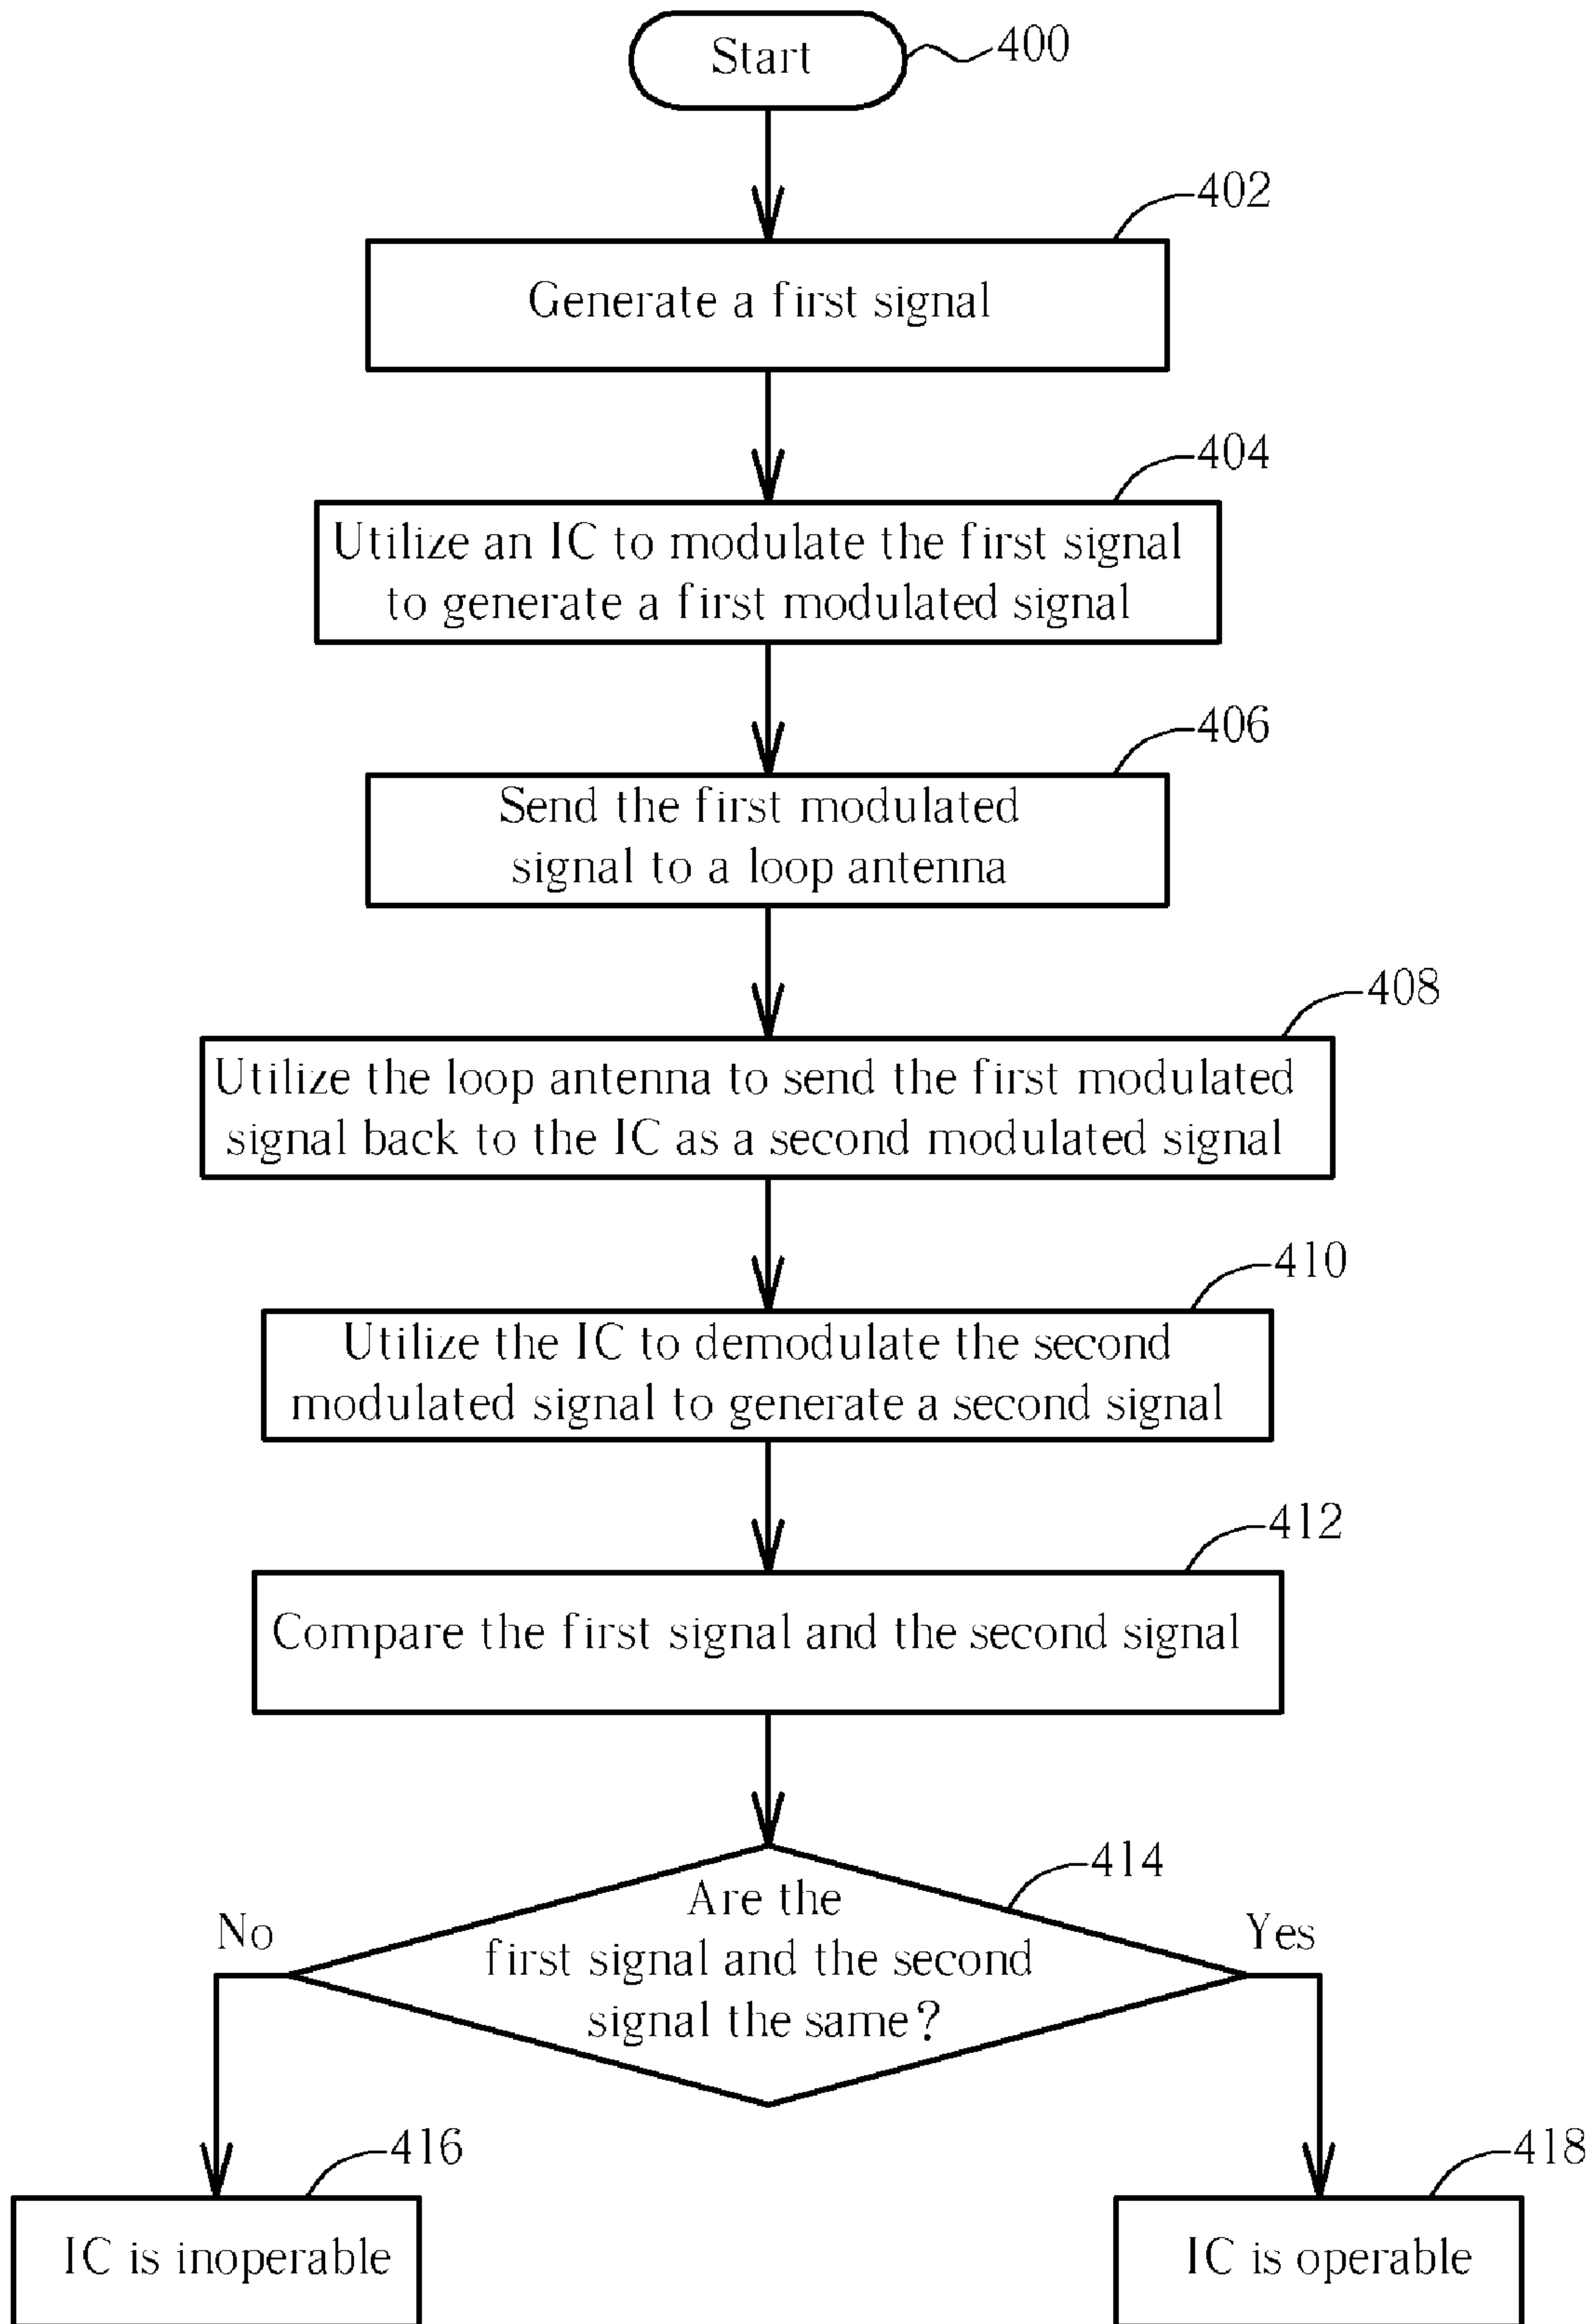 Start
400
402
Generate a first signal
404
Utilize an IC to modulate the first signal
to generate a first modulated signal
406
Send the first modulated
signal to a loop antenna
408
Utilize the loop antenna to send the first modulated
signal back to the IC as a second modulated signal
410
Utilize the IC to demodulate the second
modulated signal to generate a second signal
412
Compare the first signal and the second signal
414
Are the
first signal and the second
signal the same?
No
Yes
416
IC is inoperable
418
IC is operable